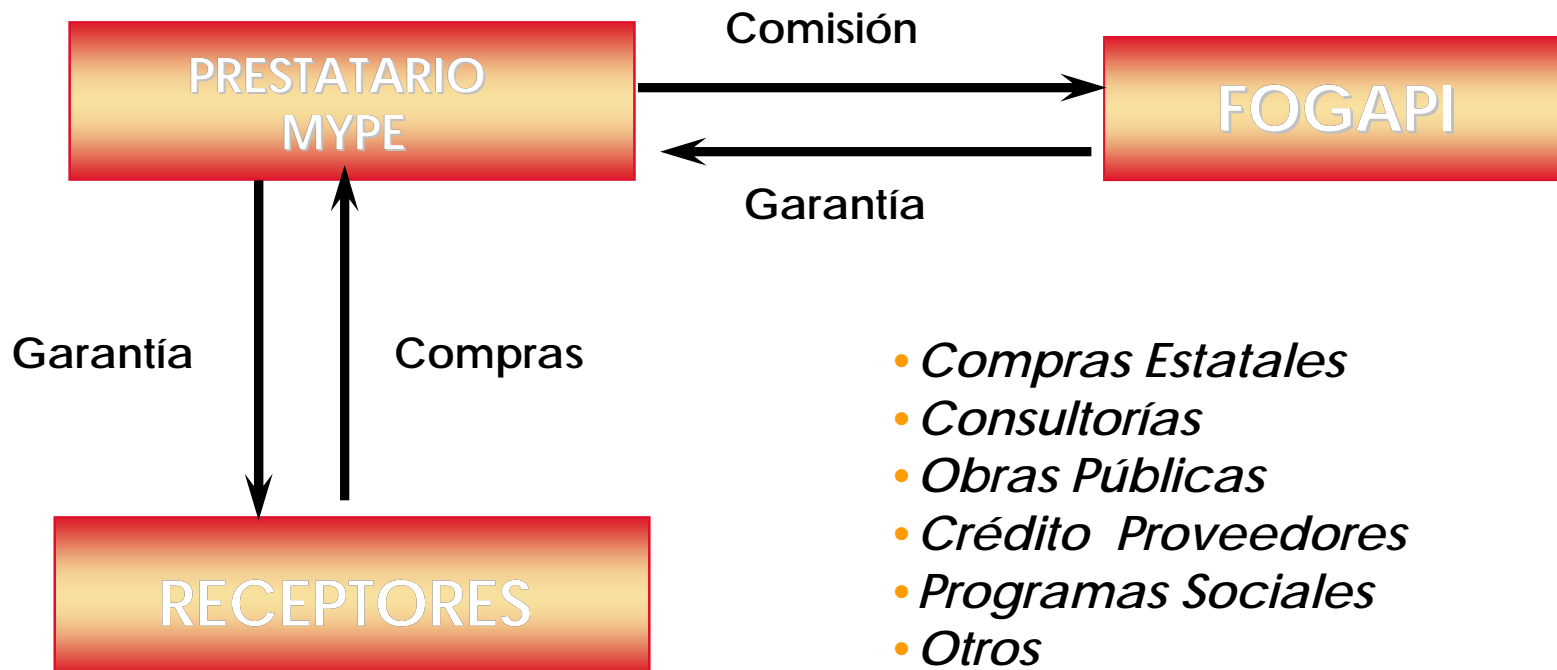 Comisión
PRESTATARIO
MYPE
FOGAPI
Garantía
Garantía
Compras
• Compras Estatales
• Consultorías
• Obras Públicas
• Crédito Proveedores
• Programas Sociales
• Otros
RECEPTORES